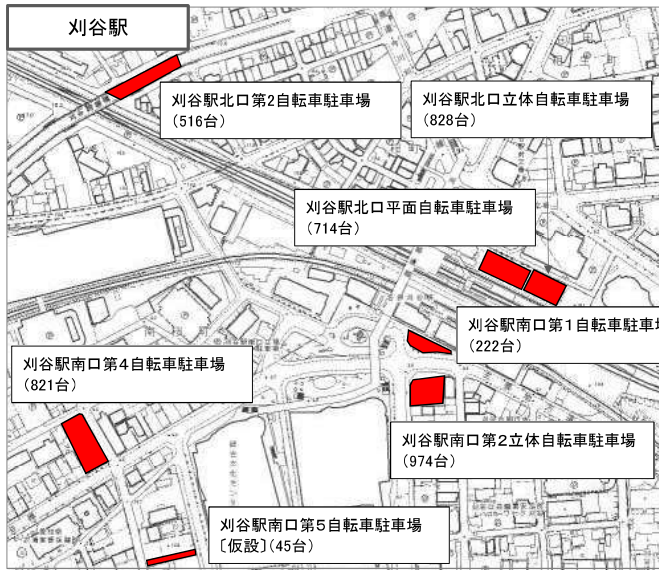 刈谷駅
刈谷駅北口第2自転車駐車場
(516台)
刈谷駅北口立体自転車駐車場
(828台)
刈谷駅北口平面自転車駐車場
(714台)
刈谷駅南口第1自転車駐車場
(222台)
刈谷駅南口第4自転車駐車場
(821台)
刈谷駅南口第2立体自転車駐車場
(974台)
刈谷駅南口第5自転車駐車場
〔仮設〕(45台)